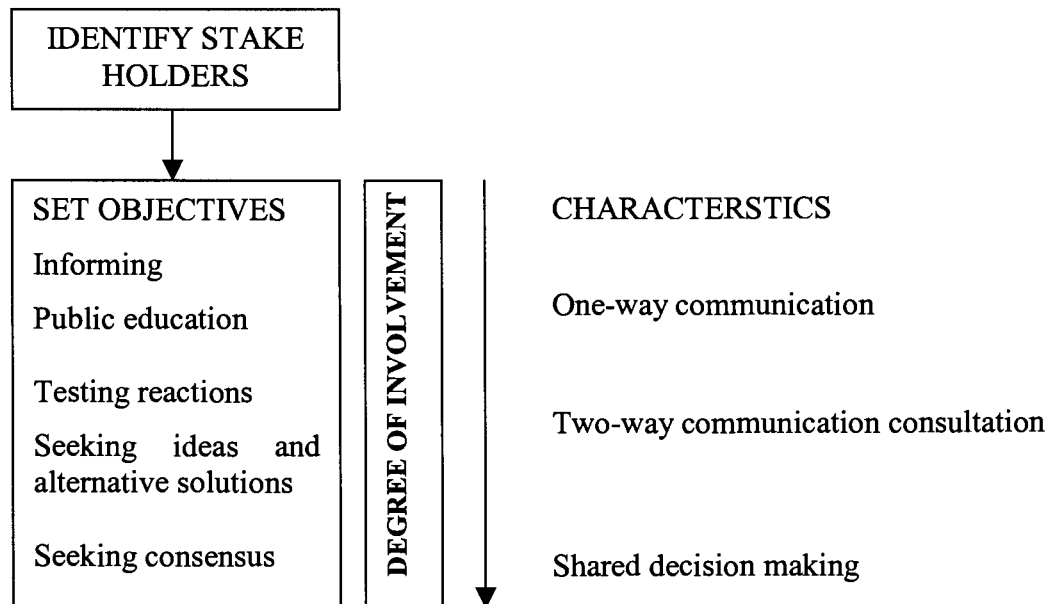 IDENTIFY STAKE
HOLDERS
SET OBJECTIVES
Informing
Public education
Testing reactions
Seeking ideas and
alternative solutions
Seeking consensus
DEGREE OF INVOLVEMENT
CHARACTERSTICS
One-way communication
Two-way communication consultation
Shared decision making